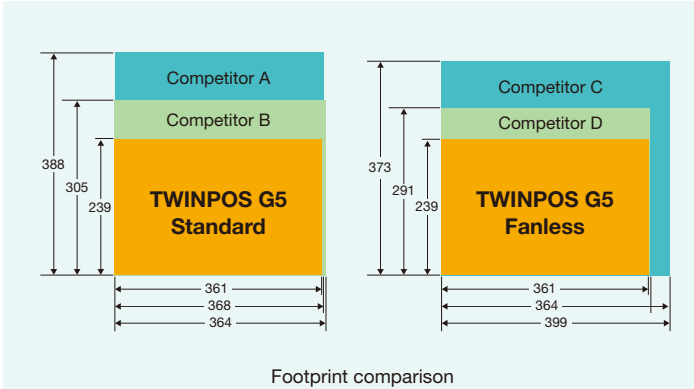 Competitor A
Competitor B
TWINPOS G5
Standard
388
305
239
361
368
364
Competitor C
Competitor D
TWINPOS G5
Fanless
373
291
239
361
364
399
Footprint comparison